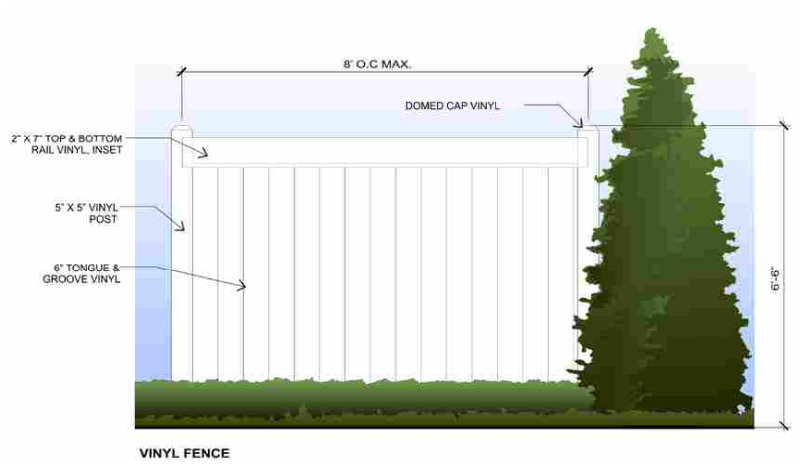 8' O.C MAX.
DOMED CAP VINYL
2" X 7" TOP & BOTTOM
RAIL VINYL, INSET
5" X 5" VINYL
POST
6" TONGUE &
GROOVE VINYL
6'-6"
VINYL FENCE